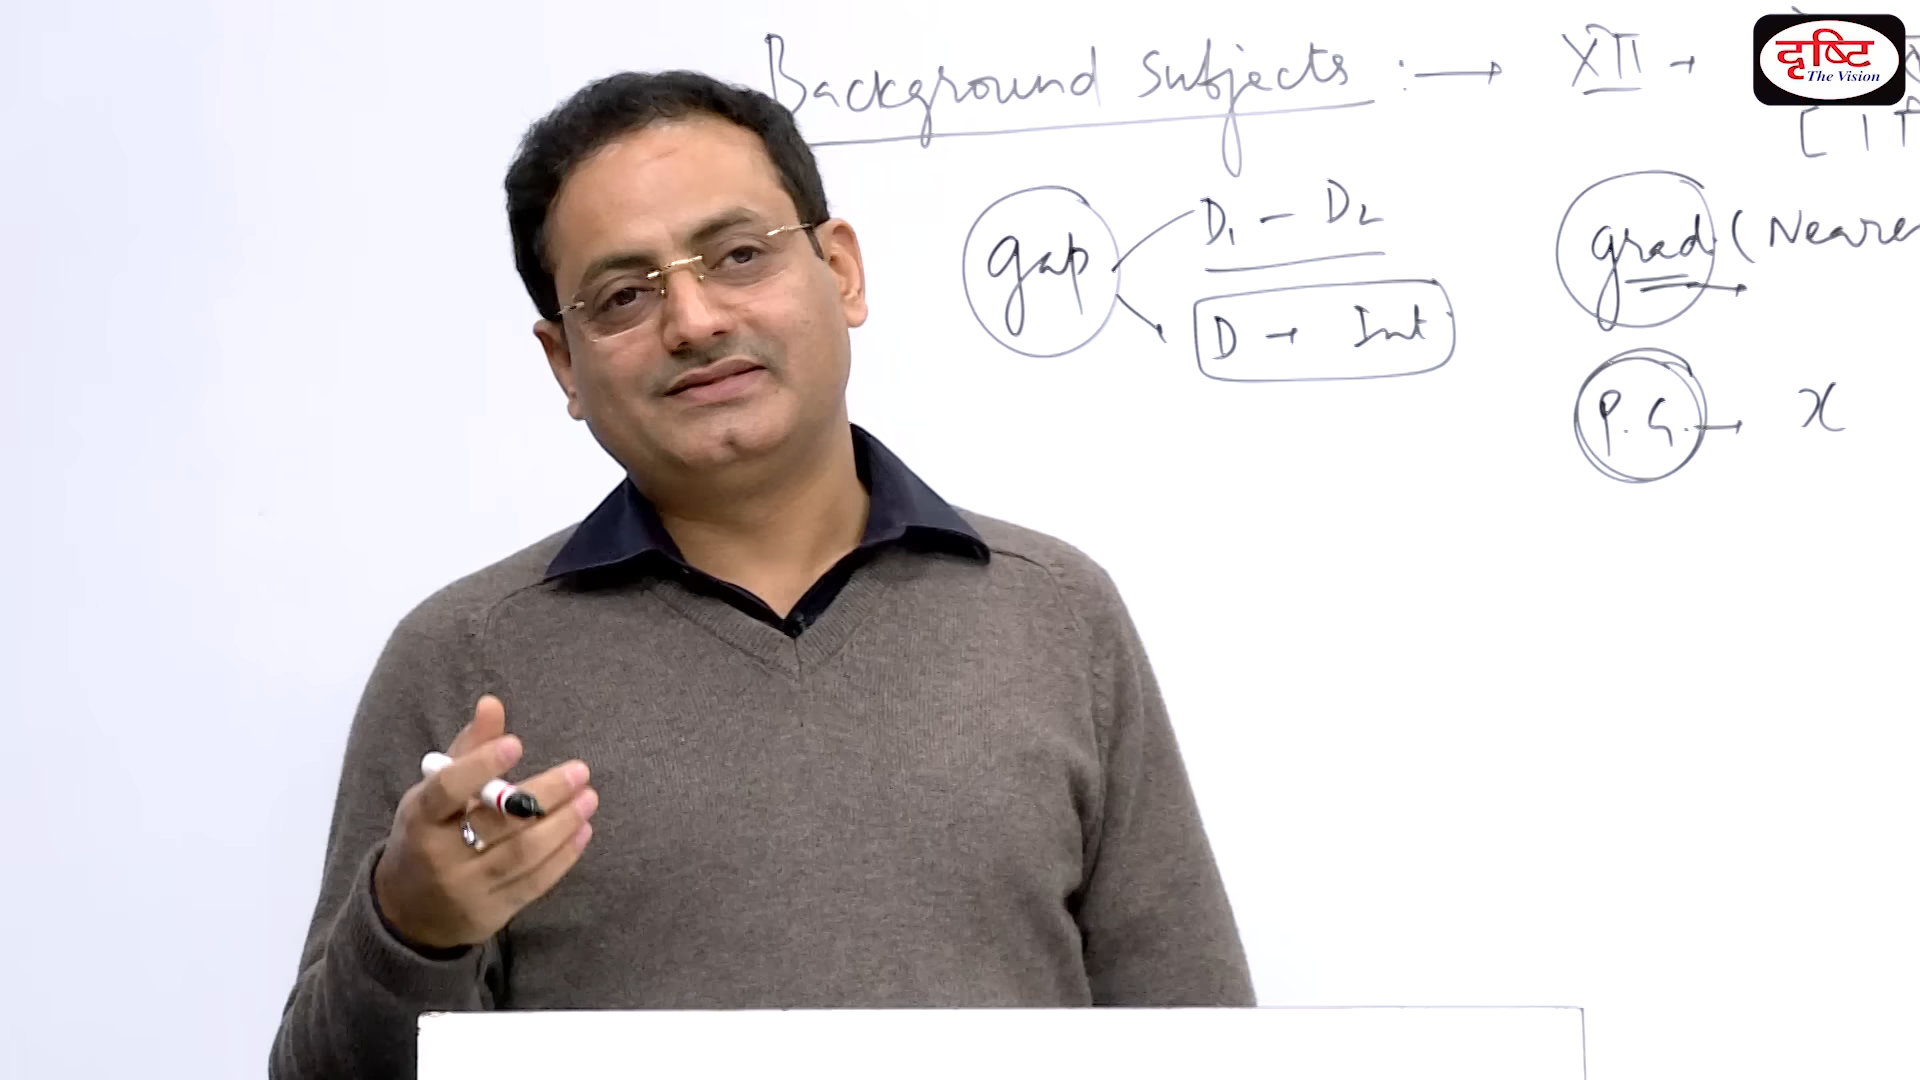 Background Subjects : → XII →
दृष्टि
The Vision
gap
D₁ – D₂
D → Int
grad (Neare
P.G. → x